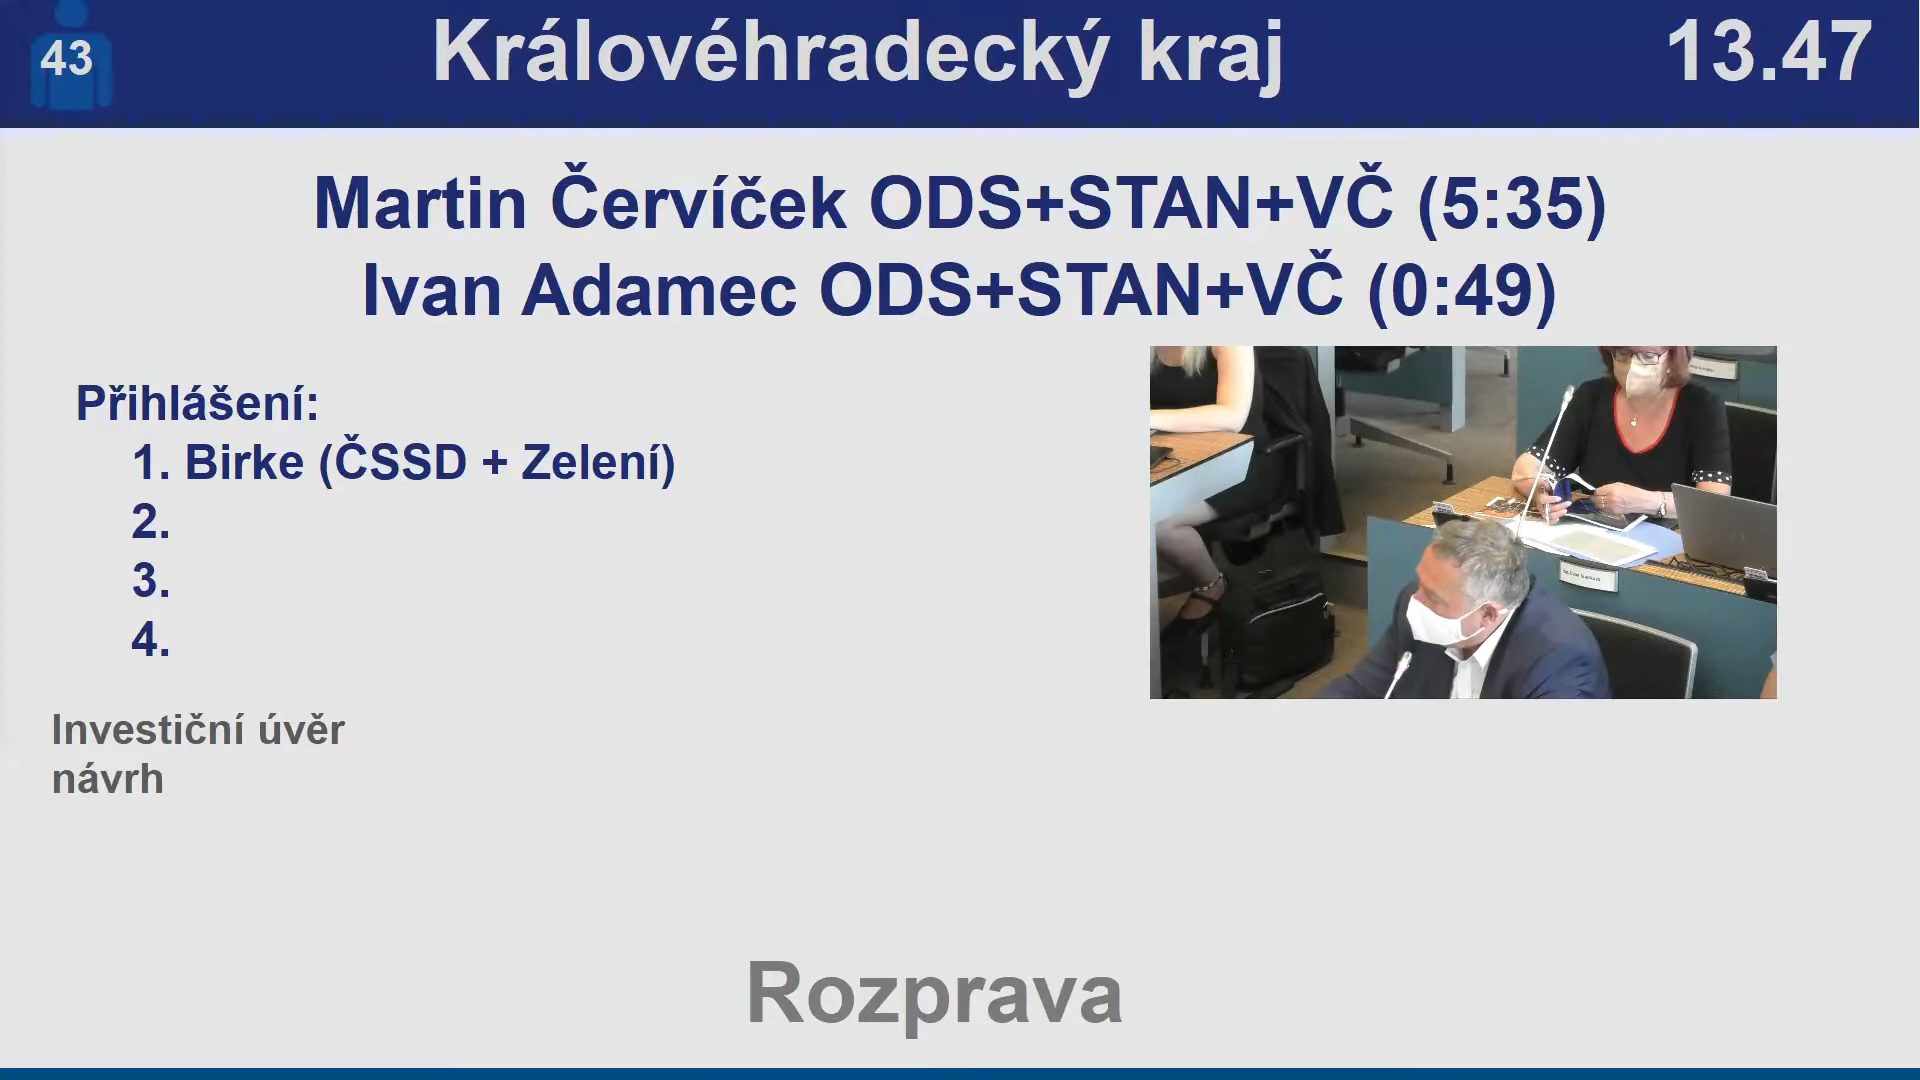 43
Královéhradecký kraj
13.47
Martin Červíček ODS+STAN+VČ (5:35)
Ivan Adamec ODS+STAN+VČ (0:49)
Přihlášení:
1. Birke (ČSSD + Zelení)
2.
3.
4.
Investiční úvěr
návrh
Rozprava